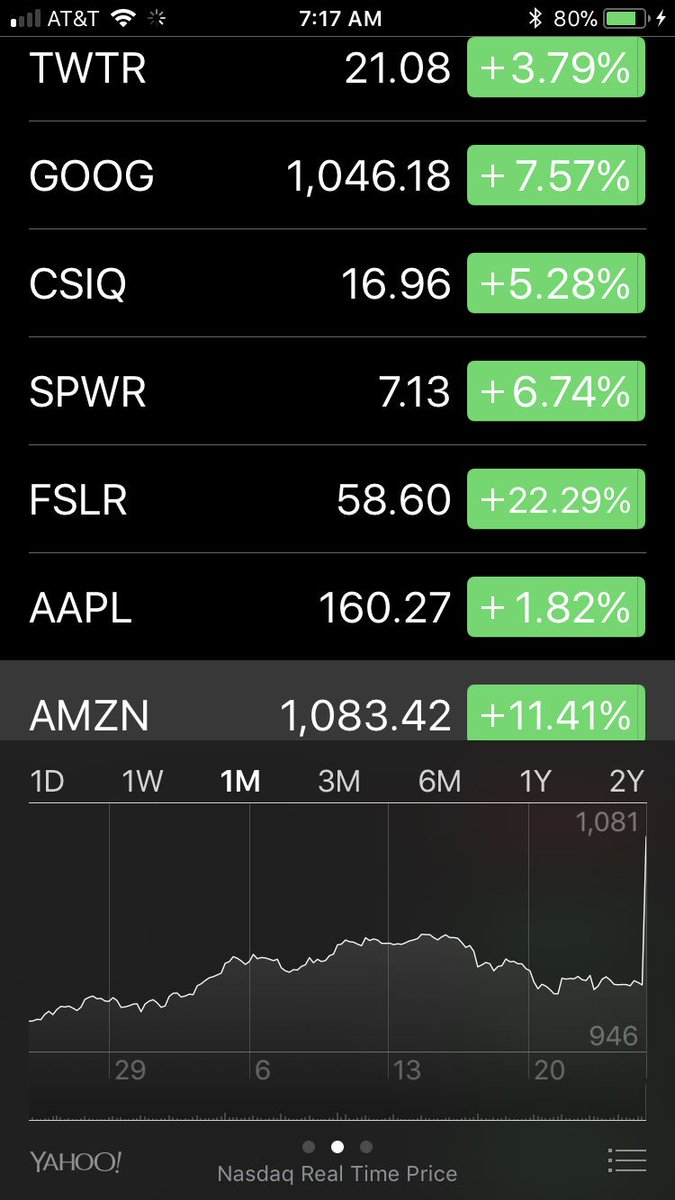 AT&T 7:17 AM 80%
TWTR 21.08 +3.79%
GOOG 1,046.18 +7.57%
CSIQ 16.96 +5.28%
SPWR 7.13 +6.74%
FSLR 58.60 +22.29%
AAPL 160.27 +1.82%
AMZN 1,083.42 +11.41%
1D 1W 1M 3M 6M 1Y 2Y
1,081
946
29 6 13 20
YAHOO!
Nasdaq Real Time Price